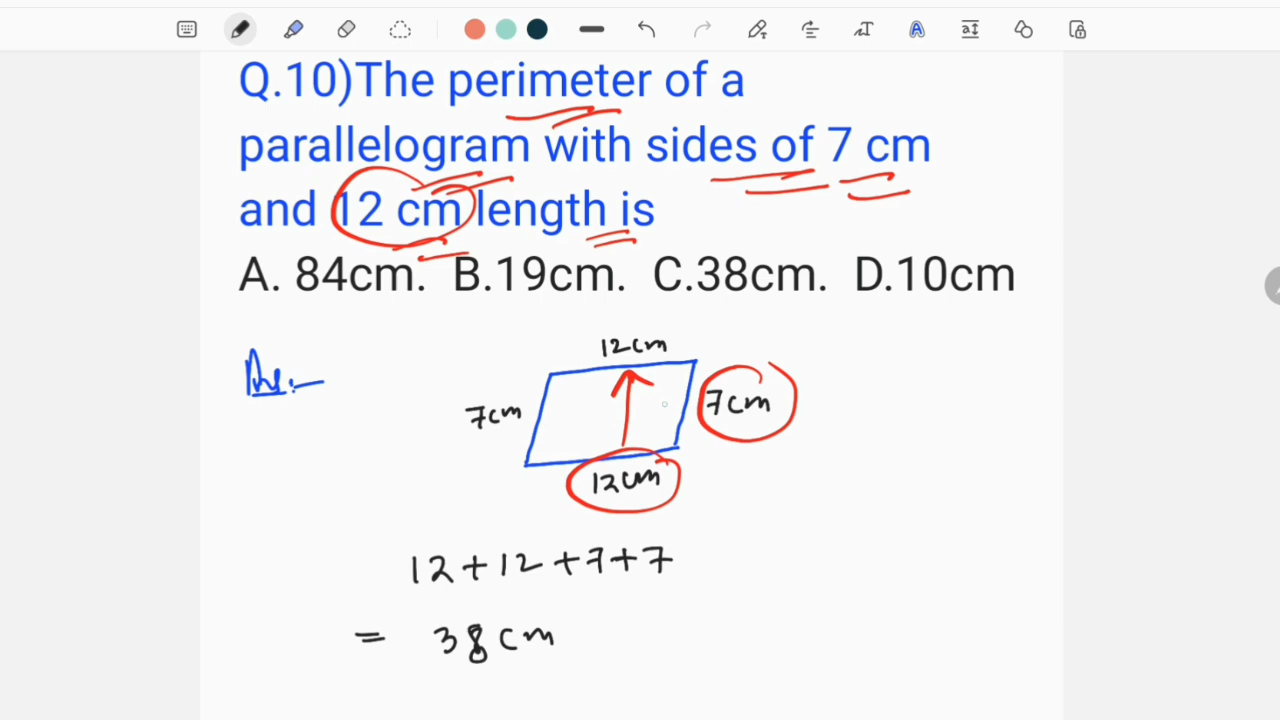 Q.10)The perimeter of a
parallelogram with sides of 7 cm
and 12 cm length is
A. 84cm. B.19cm. C.38cm. D.10cm
Ans:-
12cm
7cm
7cm
12cm
12+12+7+7
= 38cm